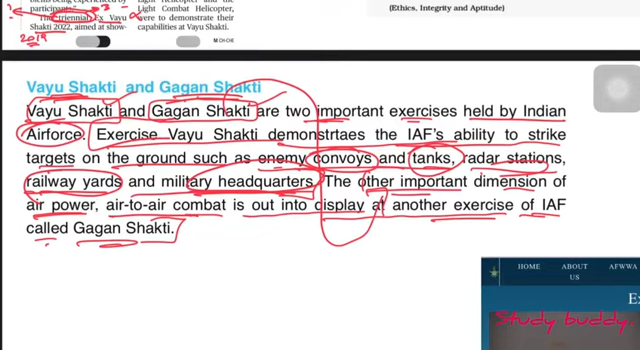 participants.
The triennial Ex Vayu
Shakti 2022, aimed at show-
Light Combat Helicopter,
were to demonstrate their
capabilities at Vayu Shakti.
M CH-CHI
(Ethics, Integrity and Aptitude)
2019
Vayu Shakti and Gagan Shakti
Vayu Shakti and Gagan Shakti are two important exercises held by Indian
Airforce. Exercise Vayu Shakti demonstrtaes the IAF's ability to strike
targets on the ground such as enemy convoys and tanks, radar stations,
railway yards and military headquarters. The other important dimension of
air power, air-to-air combat is out into display at another exercise of IAF
called Gagan Shakti.
HOME ABOUT US AFWWA
Study buddy.